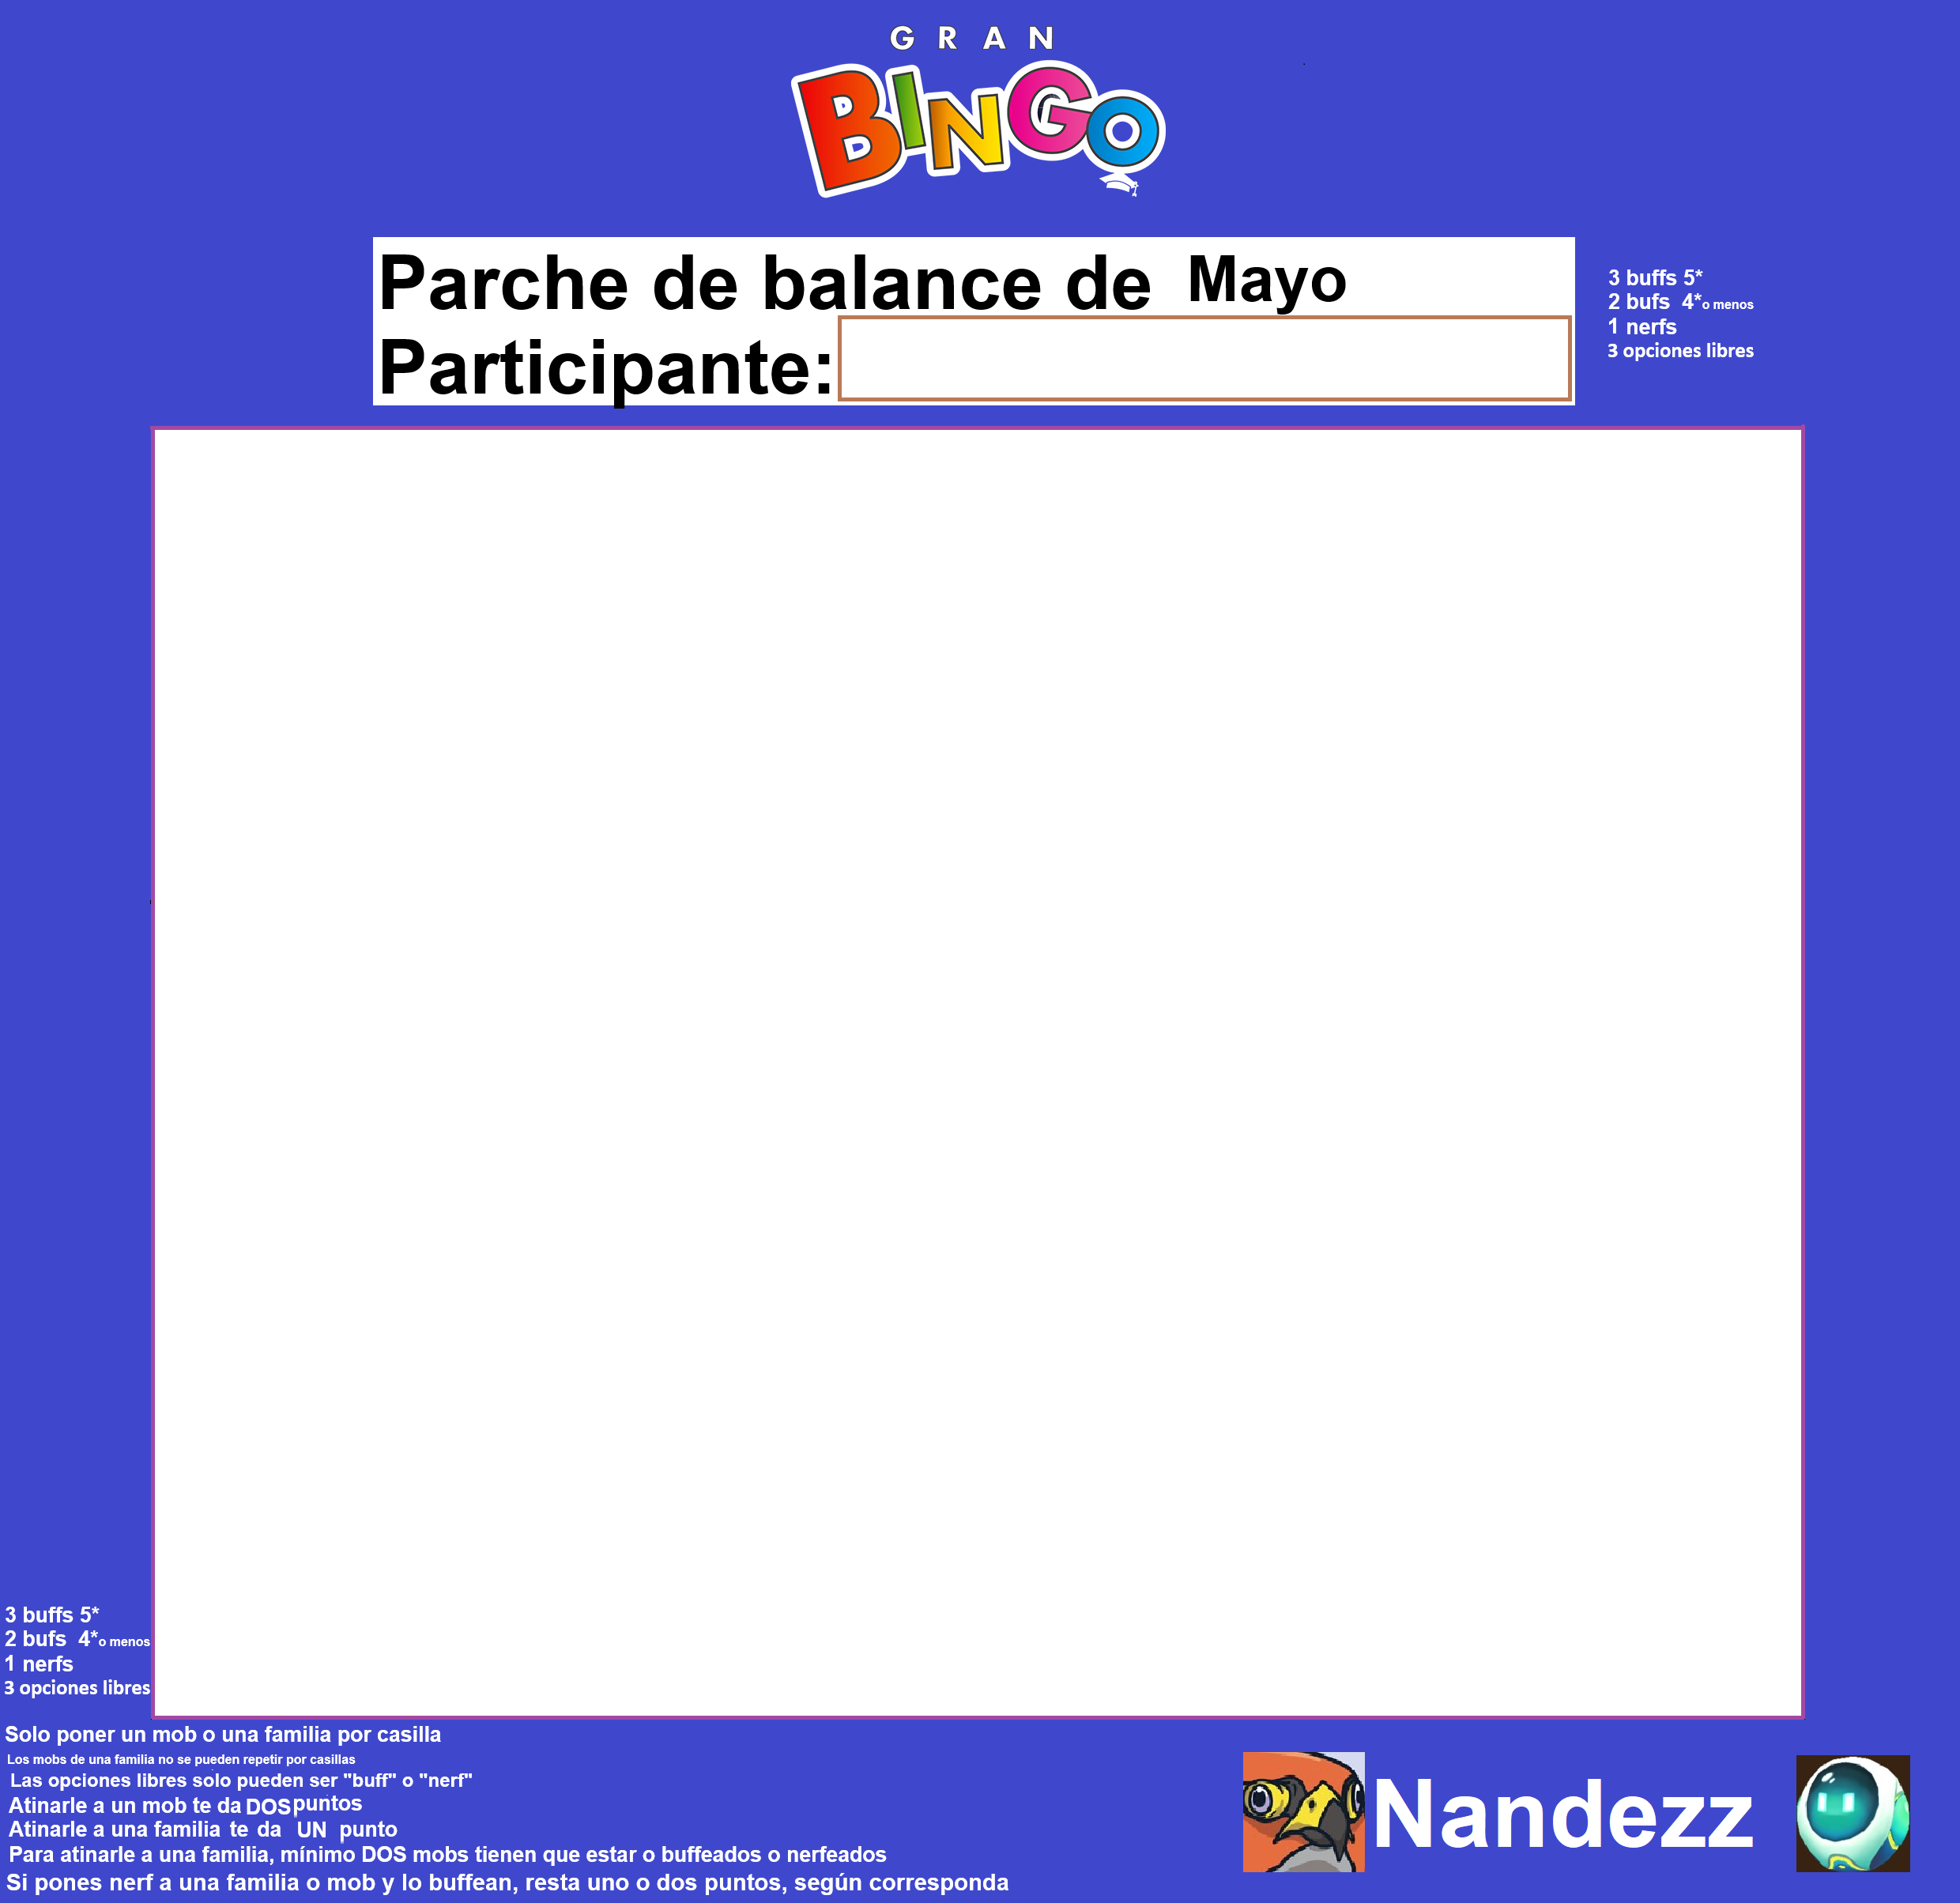 GRAN
BINGO
Parche de balance de Mayo
Participante:
3 buffs 5*
2 bufs 4*o menos
1 nerfs
3 opciones libres
3 buffs 5*
2 bufs 4*o menos
1 nerfs
3 opciones libres
Solo poner un mob o una familia por casilla
Los mobs de una familia no se pueden repetir por casillas
Las opciones libres solo pueden ser "buff" o "nerf"
Atinarle a un mob te da DOS puntos
Atinarle a una familia te da UN punto
Para atinarle a una familia, mínimo DOS mobs tienen que estar o buffeados o nerfeados
Si pones nerf a una familia o mob y lo buffean, resta uno o dos puntos, según corresponda
Nandezz